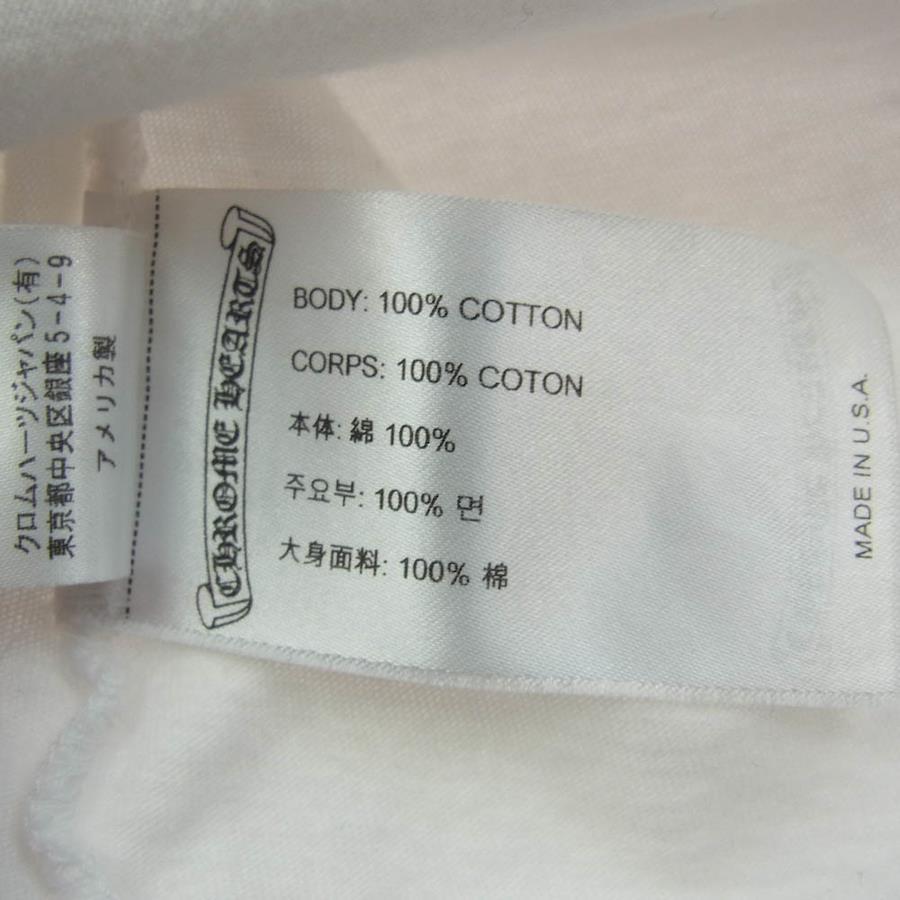 クロムハーツジャパン(有)
東京都中央区銀座5-4-9
アメリカ製
CHROME HEARTS
BODY: 100% COTTON
CORPS: 100% COTON
本体: 綿 100%
주요부: 100% 면
大身面料: 100% 棉
MADE IN U.S.A.